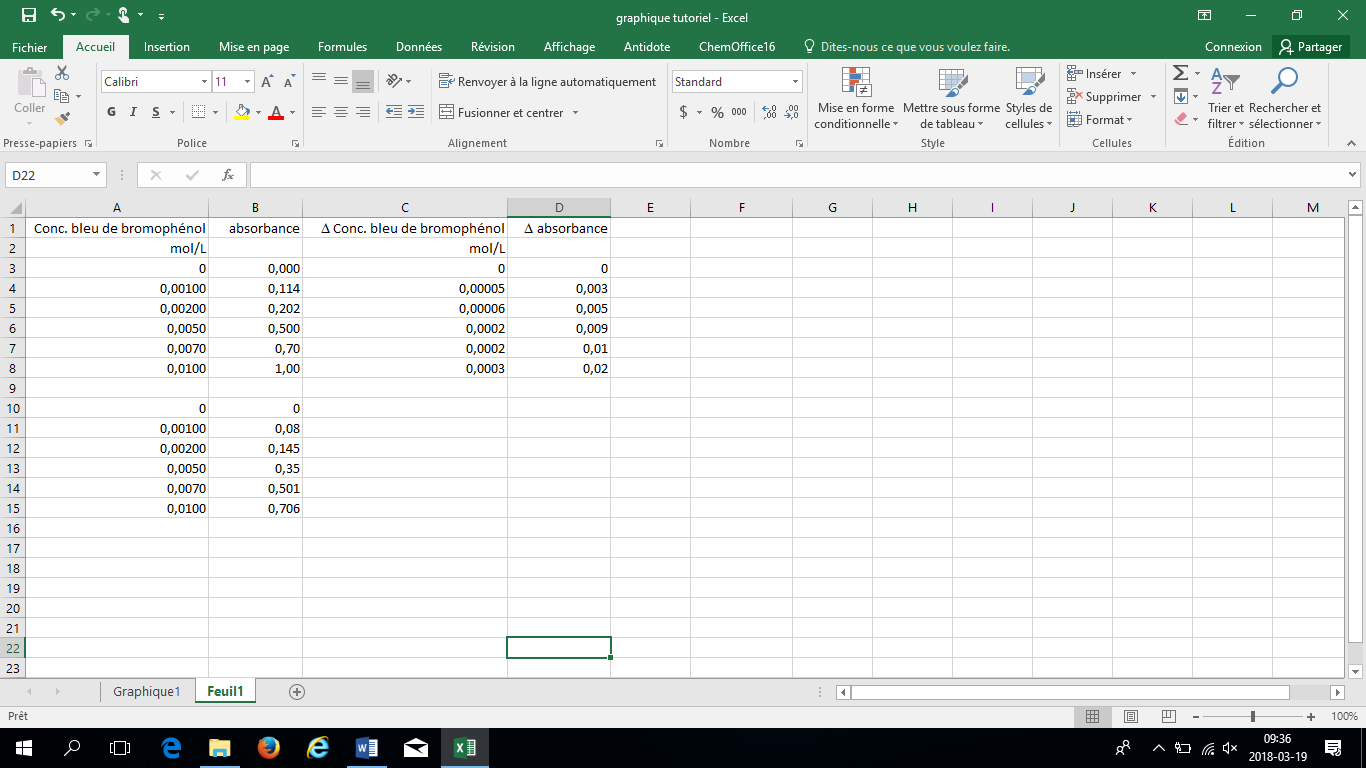 graphique tutoriel - Excel
Fichier Accueil Insertion Mise en page Formules Données Révision Affichage Antidote ChemOffice16 Dites-nous ce que vous voulez faire. Connexion Partager
Coller
Calibri 11
G I S
Renvoyer à la ligne automatiquement
Fusionner et centrer
Standard
$ % 000
Mise en forme conditionnelle
Mettre sous forme de tableau
Styles de cellules
Insérer
Supprimer
Format
Trier et filtrer
Rechercher et sélectionner
Presse-papiers Police Alignement Nombre Style Cellules Édition
D22 fx
A B C D E F G H I J K L M
1 Conc. bleu de bromophénol absorbance Δ Conc. bleu de bromophénol Δ absorbance
2 mol/L mol/L
3 0 0,000 0 0
4 0,00100 0,114 0,00005 0,003
5 0,00200 0,202 0,00006 0,005
6 0,0050 0,500 0,0002 0,009
7 0,0070 0,70 0,0002 0,01
8 0,0100 1,00 0,0003 0,02
9
10 0 0
11 0,00100 0,08
12 0,00200 0,145
13 0,0050 0,35
14 0,0070 0,501
15 0,0100 0,706
16
17
18
19
20
21
22
23
Graphique1 Feuil1
Prêt 100%
09:36
2018-03-19